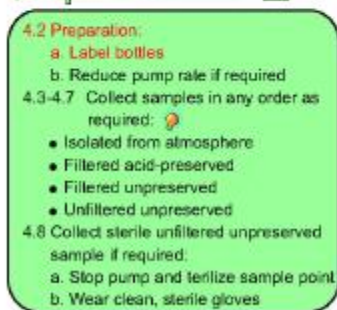 4.2 Preparation:
a. Label bottles
b. Reduce pump rate if required
4.3-4.7 Collect samples in any order as
required:
• Isolated from atmosphere
• Filtered acid-preserved
• Filtered unpreserved
• Unfiltered unpreserved
4.8 Collect sterile unfiltered unpreserved
sample if required:
a. Stop pump and terilize sample point
b. Wear clean, sterile gloves